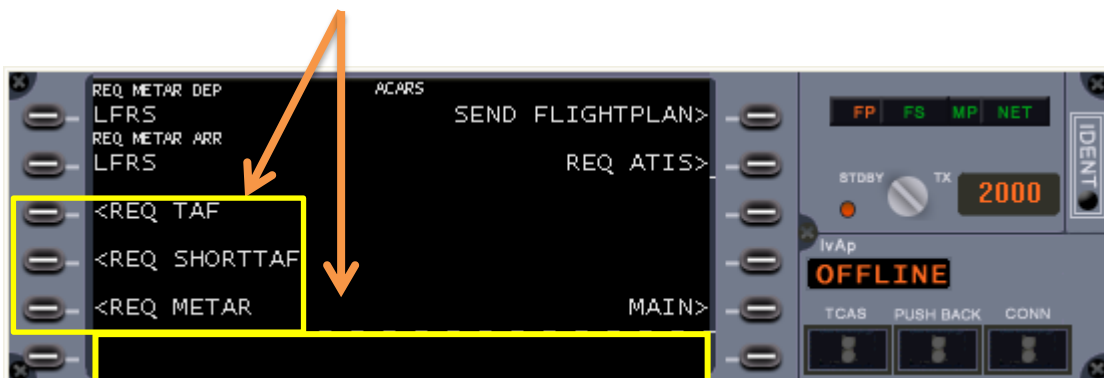 REQ METAR DEP ACARS
LFRS SEND FLIGHTPLAN>
REQ METAR ARR
LFRS REQ ATIS>
<REQ TAF
<REQ SHORTTAF
<REQ METAR MAIN>
FP FS MP NET
IDENT
STDBY TX 2000
IvAp
OFFLINE
TCAS PUSH BACK CONN